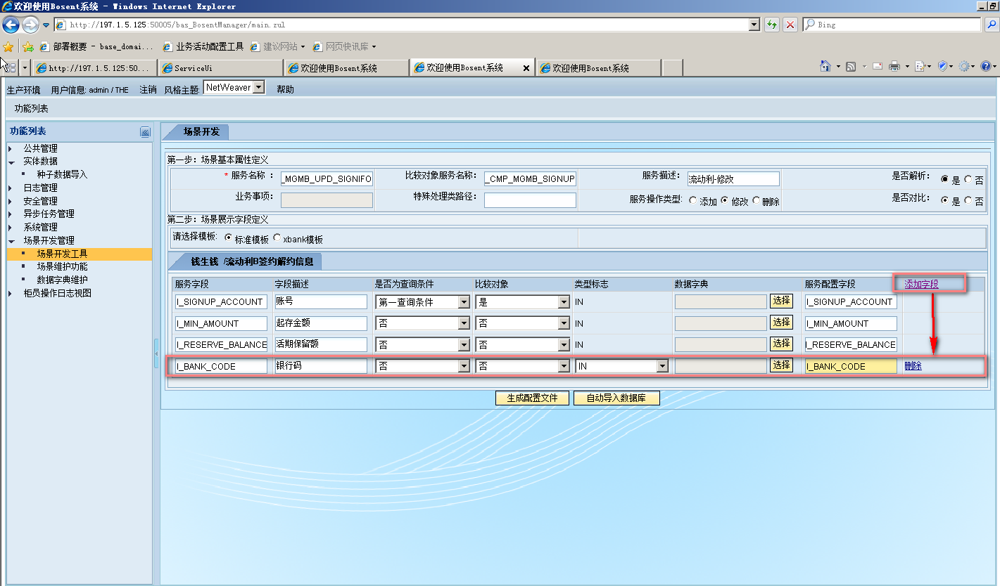 欢迎使用Bosent系统 - Windows Internet Explorer
http://197.1.5.125:50005/bas_BosentManager/main.zul
Bing
部署概要 - base_domai... 业务活动配置工具 建议网站 网页快讯库
http://197.1.5.125:50... ServiceUi 欢迎使用Bosent系统 欢迎使用Bosent系统 欢迎使用Bosent系统
生产环境 用户信息: admin / THE 注销 风格主题: NetWeaver 帮助
功能列表
功能列表
公共管理
实体数据
种子数据导入
日志管理
安全管理
异步任务管理
系统管理
场景开发管理
场景开发工具
场景维护功能
数据字典维护
柜员操作日志视图
场景开发
第一步：场景基本属性定义
* 服务名称 ： _MGMB_UPD_SIGNIFO 比较对象服务名称： _CMP_MGMB_SIGNUP 服务描述： 流动利-修改 是否解析： 是 否
业务事项： 特殊处理类路径： 服务操作类型: 添加 修改 删除 是否对比： 是 否
第二步：场景展示字段定义
请选择模板: 标准模板 xbank模板
钱生钱 /流动利B签约解约信息
服务字段 字段描述 是否为查询条件 比较对象 类型标志 数据字典 服务配置字段 添加字段
I_SIGNUP_ACCOUNT 账号 第一查询条件 是 IN 选择 I_SIGNUP_ACCOUNT
I_MIN_AMOUNT 起存金额 否 否 IN 选择 I_MIN_AMOUNT
I_RESERVE_BALANCE 活期保留额 否 否 IN 选择 I_RESERVE_BALANCE
I_BANK_CODE 银行码 否 否 IN 选择 I_BANK_CODE 删除
生成配置文件 自动导入数据库